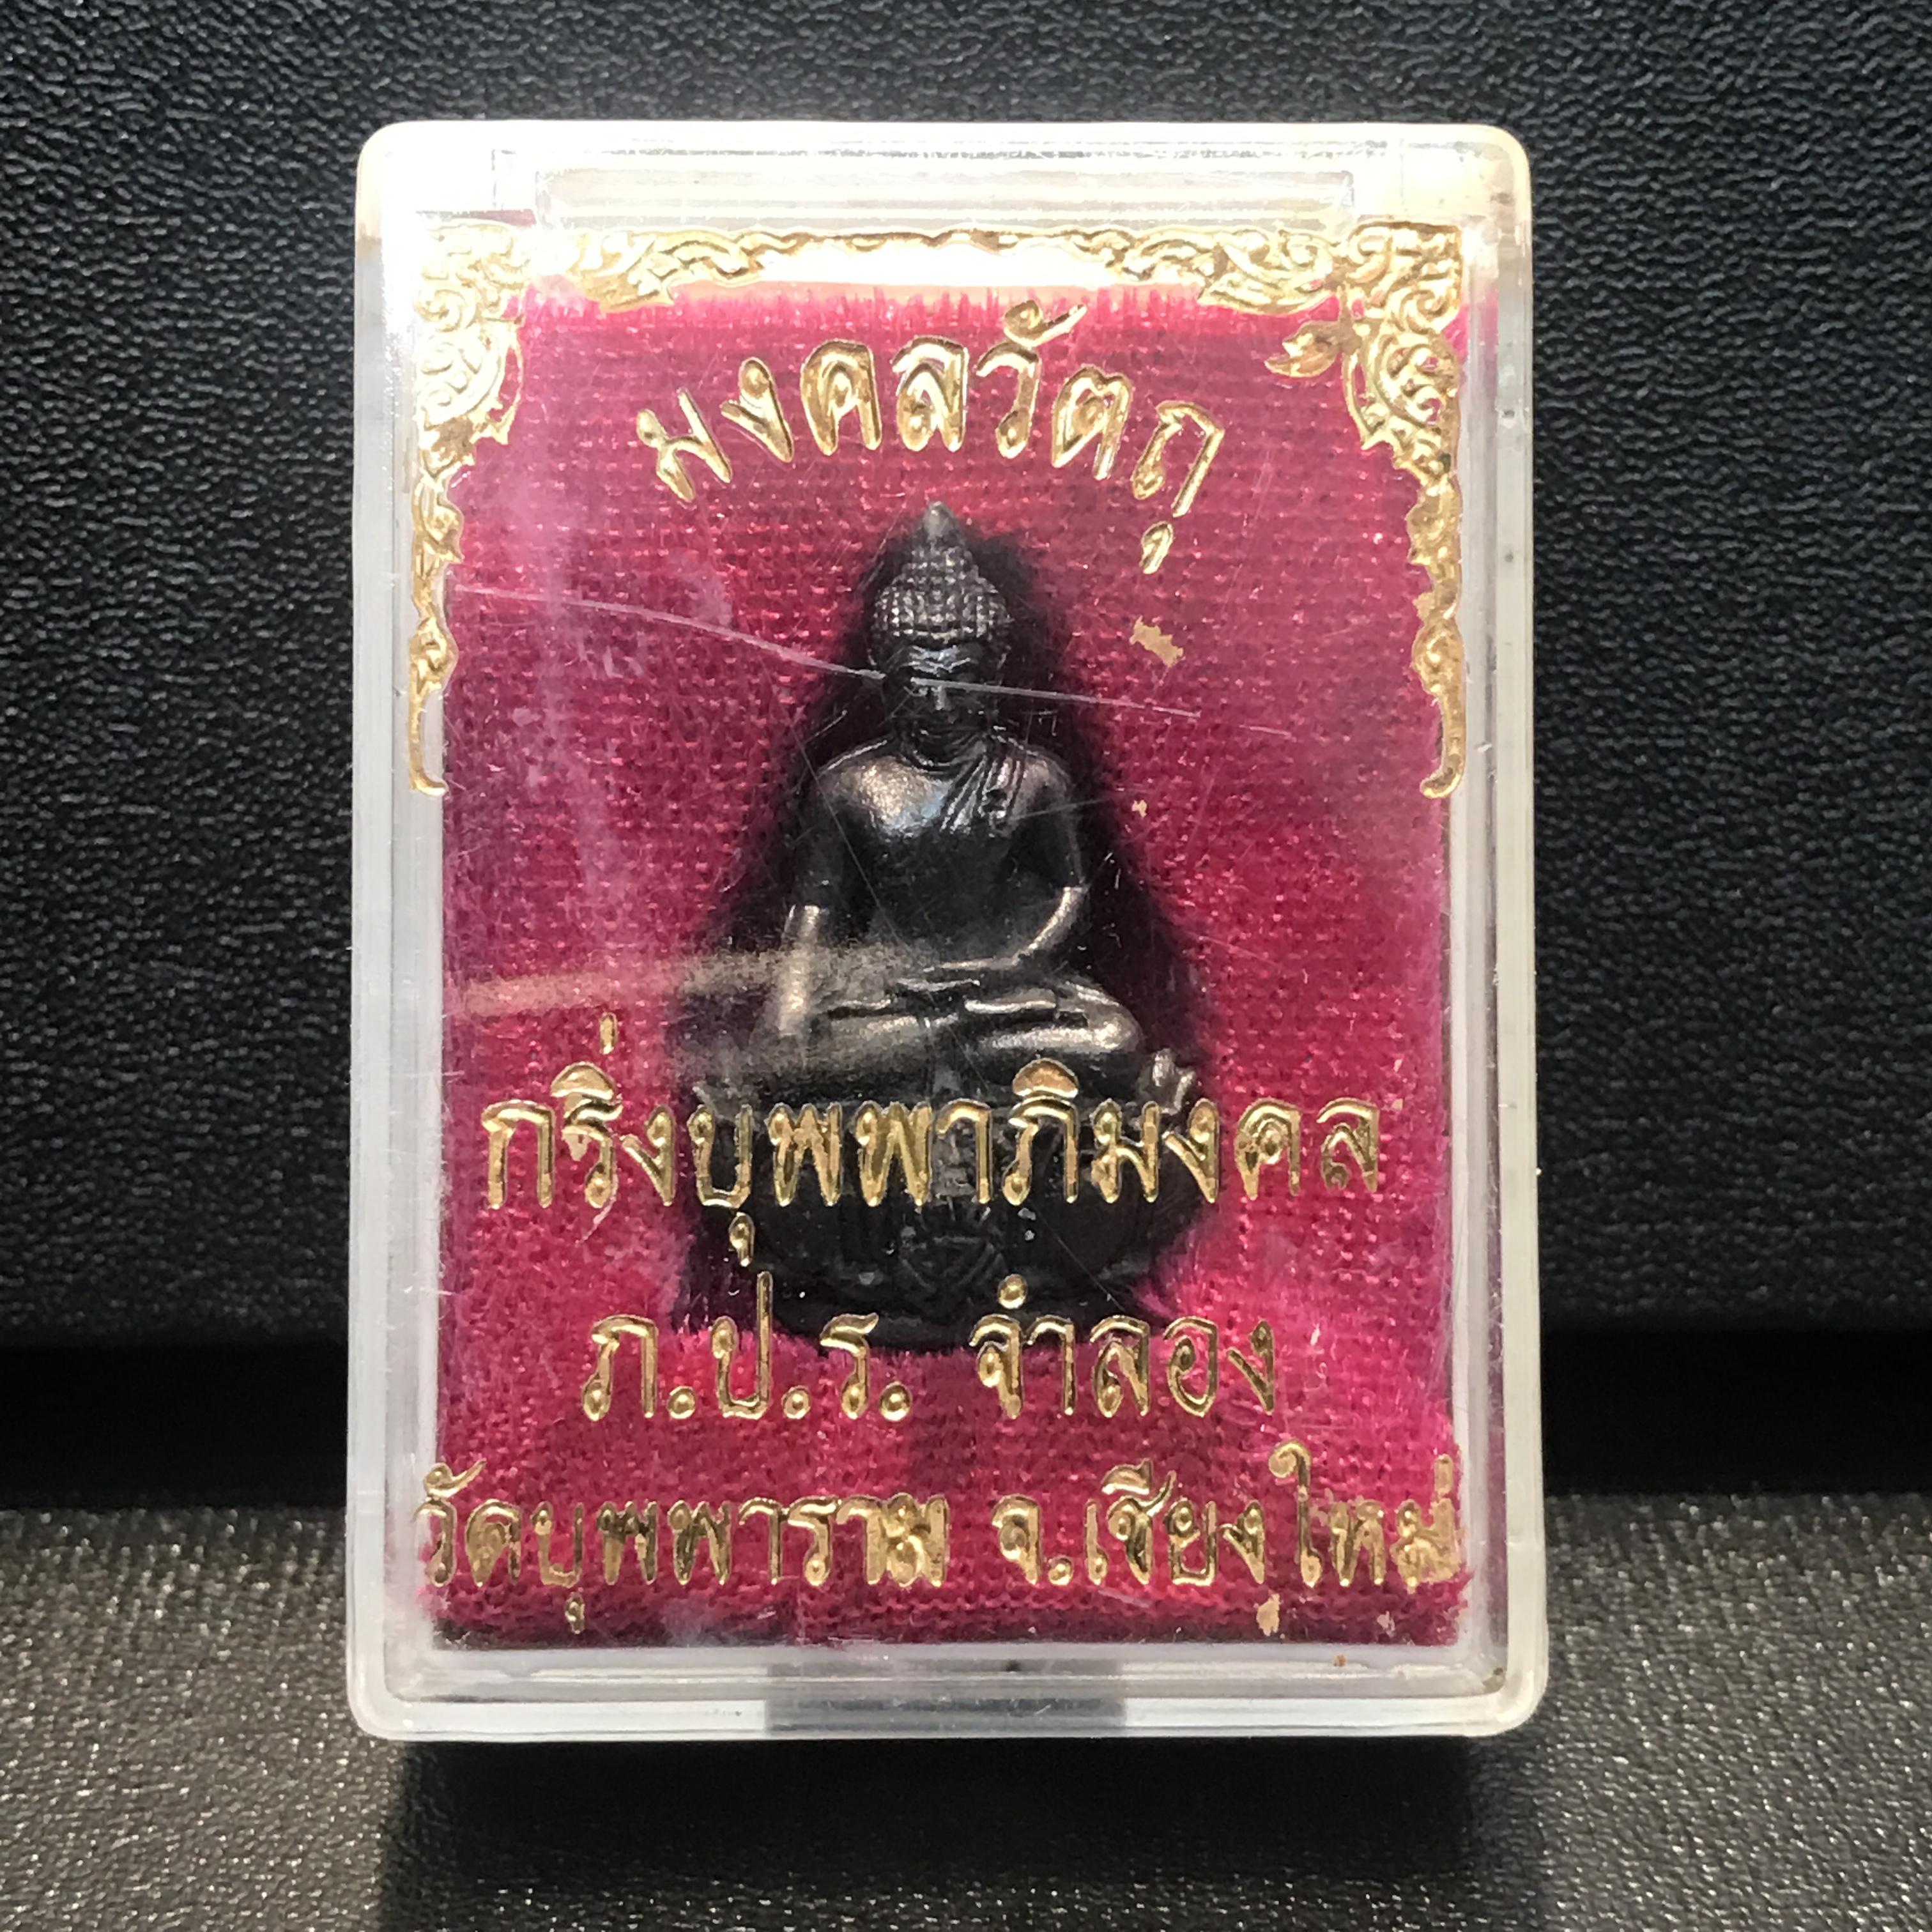 มงคลวัตถุ
กริ่งบุพพาภิมงคล
ภ.ป.ร. จำลอง
วัดบุพพาราม จ.เชียงใหม่